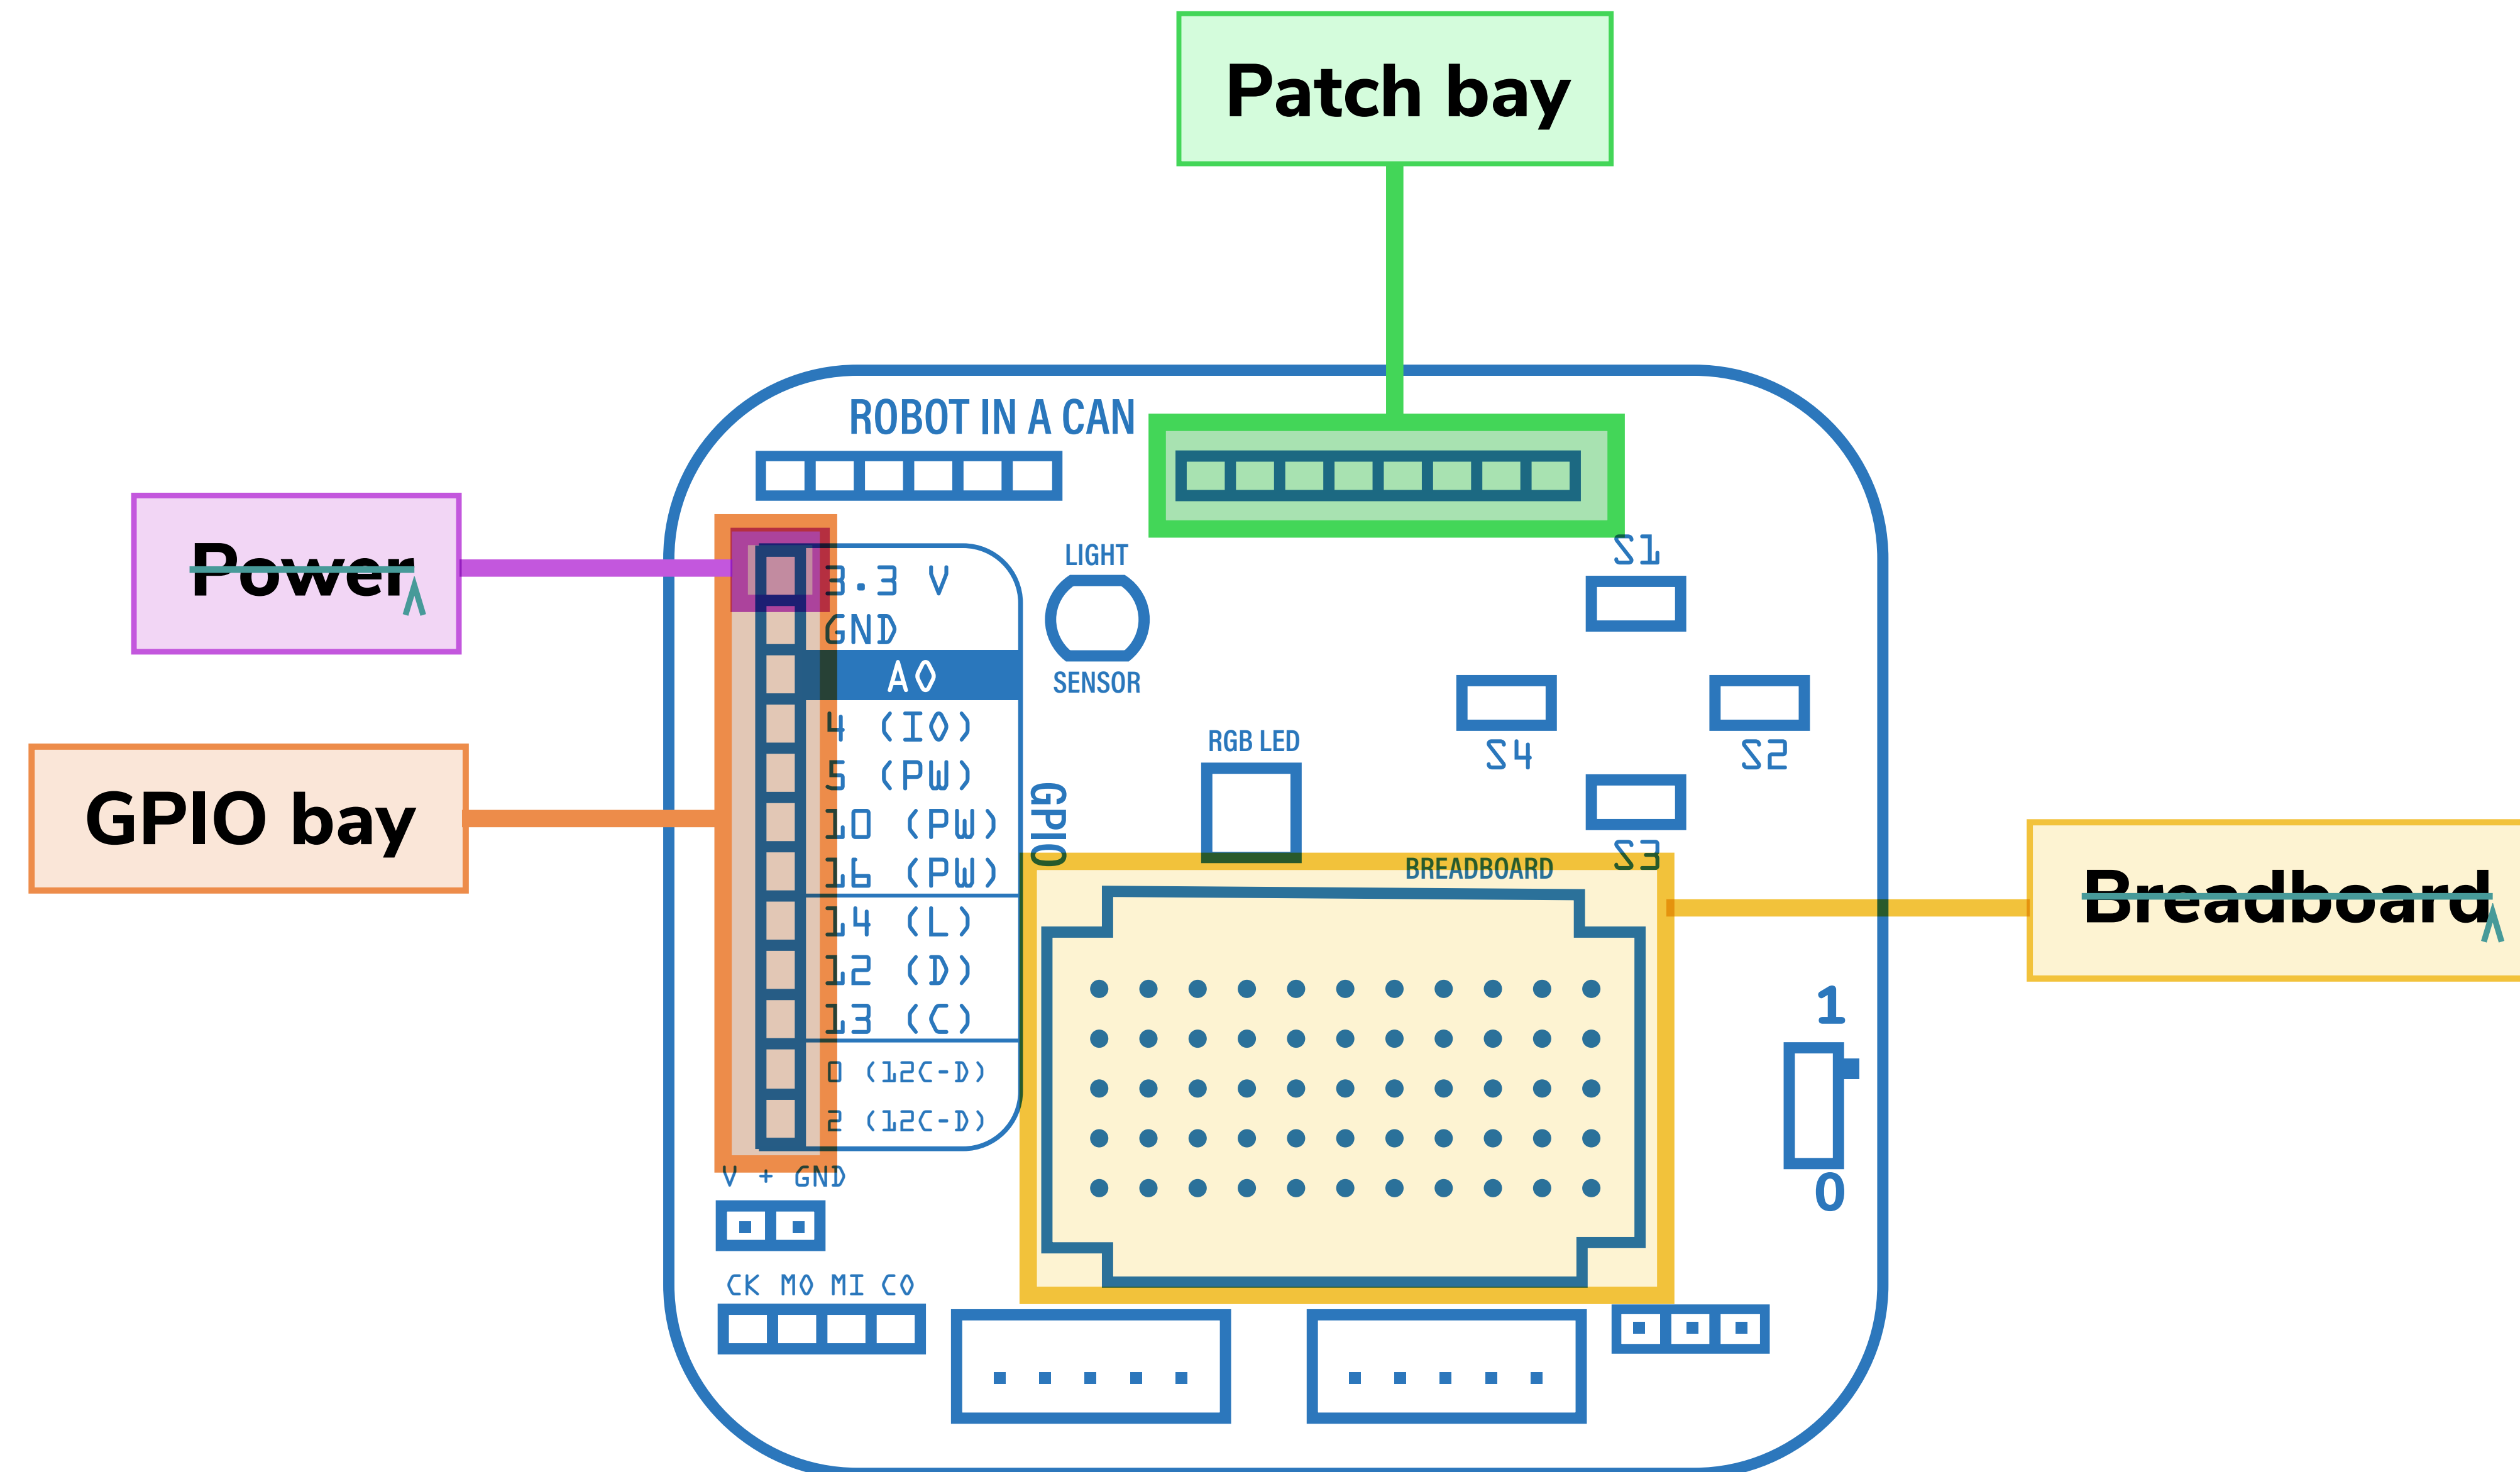 Patch bay
ROBOT IN A CAN
Power
LIGHT
SENSOR
S1
3.3 V
GND
A0
4 (IO)
5 (PW)
10 (PW)
16 (PW)
14 (L)
12 (D)
13 (C)
0 (12C-D)
2 (12C-D)
GPIO
S4
S2
RGB LED
GPIO bay
S3
BREADBOARD
Breadboard
1
0
V + GND
CK MO MI CO